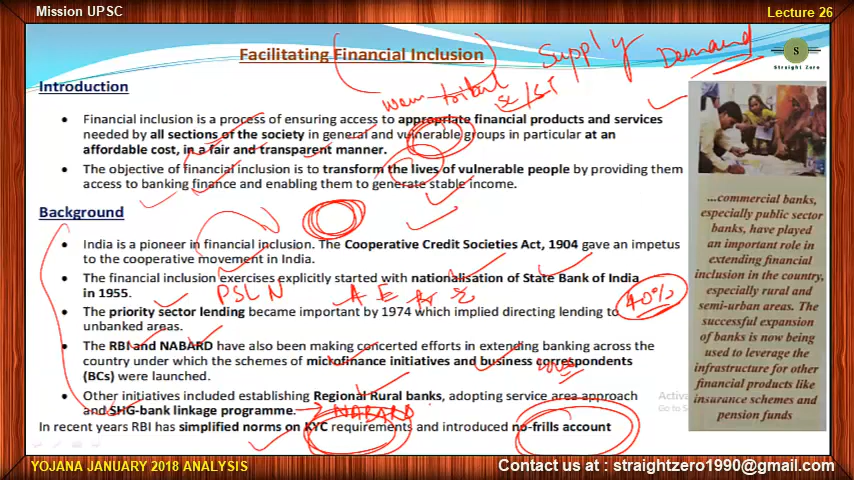 Mission UPSC
Lecture 26
Facilitating Financial Inclusion
Supply Demand
Straight Zero
Introduction
women tribal SC/ST
Financial inclusion is a process of ensuring access to appropriate financial products and services
needed by all sections of the society in general and vulnerable groups in particular at an
affordable cost, in a fair and transparent manner.
The objective of financial inclusion is to transform the lives of vulnerable people by providing them
access to banking finance and enabling them to generate stable income.
Background
India is a pioneer in financial inclusion. The Cooperative Credit Societies Act, 1904 gave an impetus
to the cooperative movement in India.
The financial inclusion exercises explicitly started with nationalisation of State Bank of India
in 1955.
PSLN
40%
The priority sector lending became important by 1974 which implied directing lending to
unbanked areas.
The RBI and NABARD have also been making concerted efforts in extending banking across the
country under which the schemes of microfinance initiatives and business correspondents
(BCs) were launched.
Other initiatives included establishing Regional Rural banks, adopting service area approach
and SHG-bank linkage programme.
NABARD
In recent years RBI has simplified norms on KYC requirements and introduced no-frills account
...commercial banks,
especially public sector
banks, have played
an important role in
extending financial
inclusion in the country,
especially rural and
semi-urban areas. The
successful expansion
of banks is now being
used to leverage the
infrastructure for other
financial products like
insurance schemes and
pension funds
YOJANA JANUARY 2018 ANALYSIS
Contact us at : straightzero1990@gmail.com